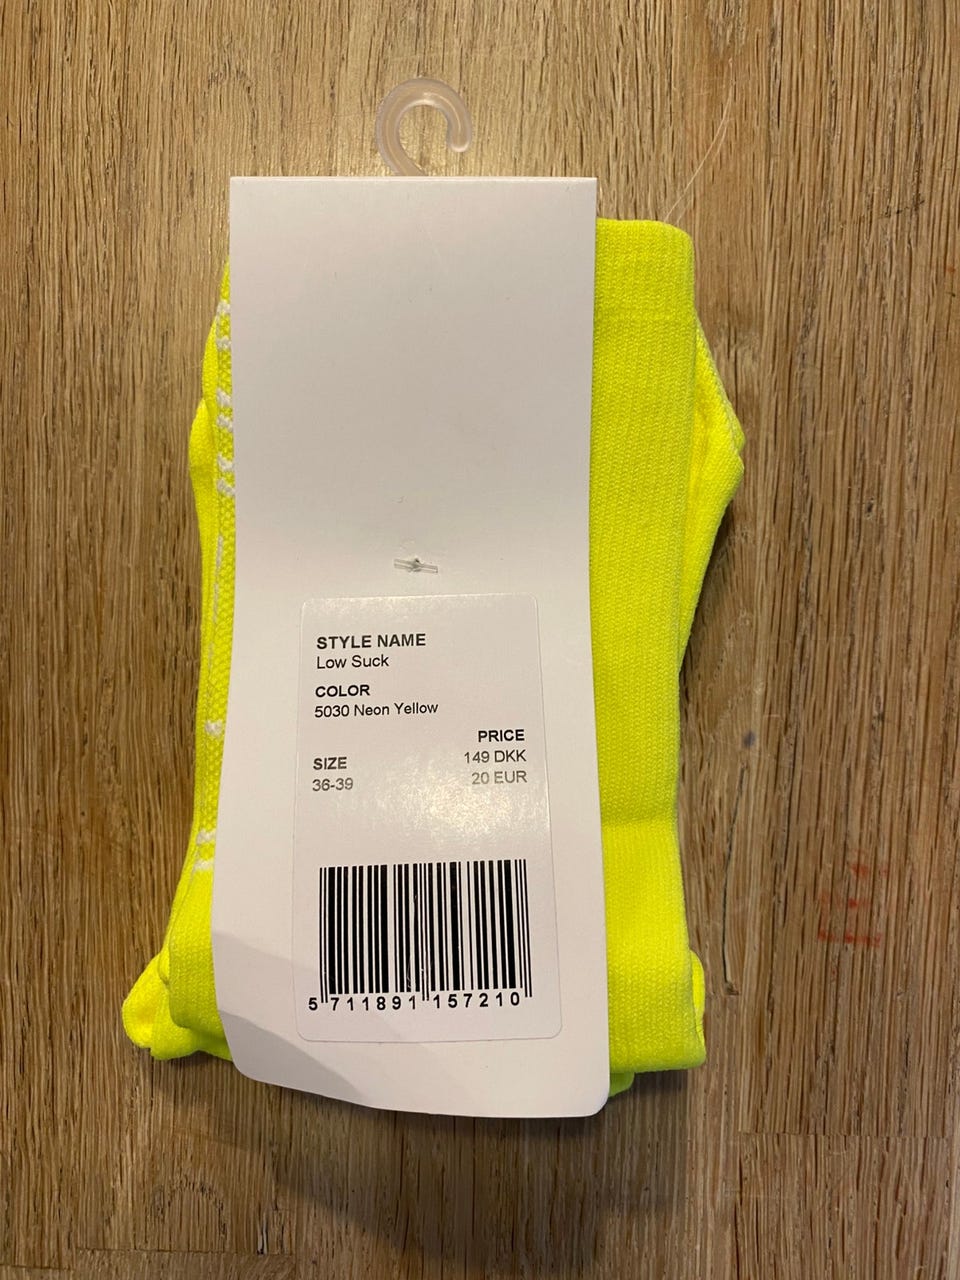 STYLE NAME
Low Suck
COLOR
5030 Neon Yellow
PRICE
149 DKK
20 EUR
SIZE
36-39
5 711891 157210